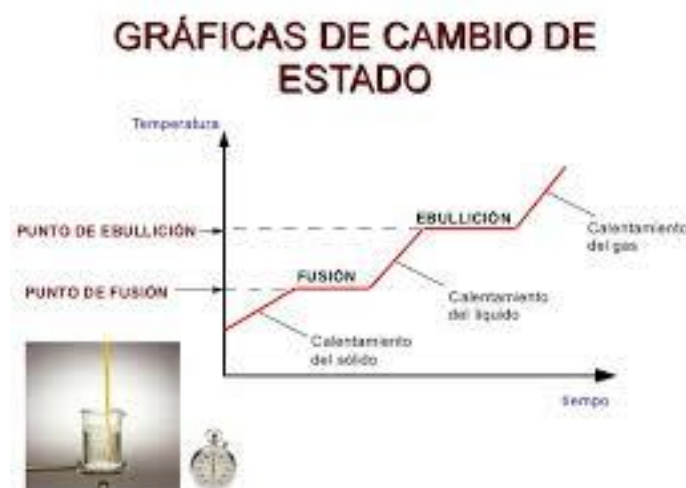 GRÁFICAS DE CAMBIO DE
ESTADO
Temperatura
PUNTO DE EBULLICIÓN
EBULLICIÓN
Calentamiento
del gas
PUNTO DE FUSIÓN
FUSIÓN
Calentamiento
del líquido
Calentamiento
del sólido
tiempo